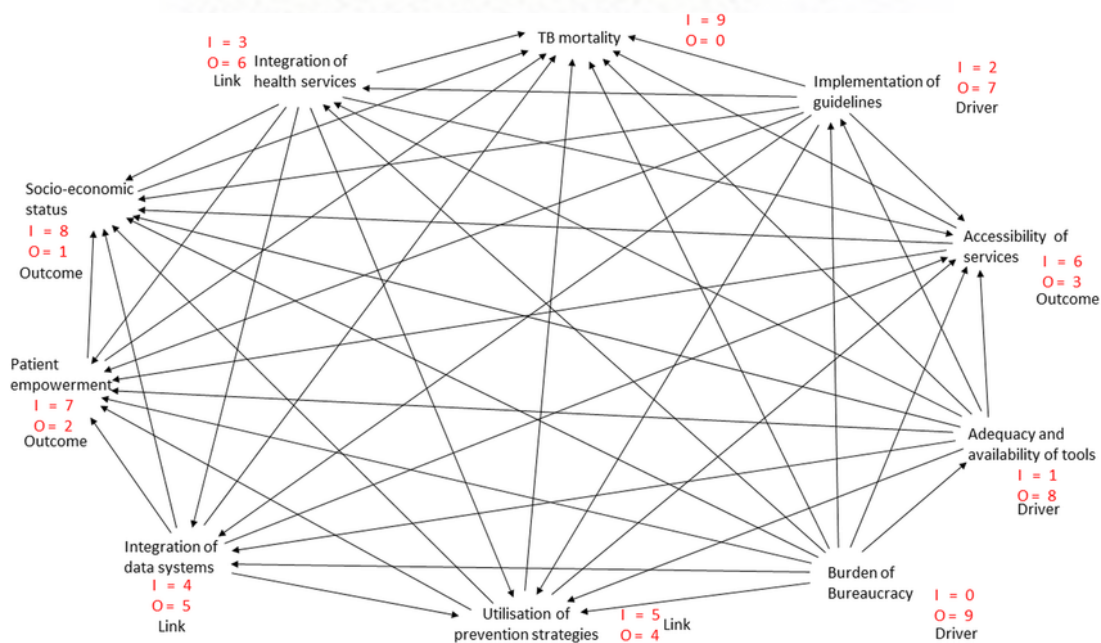 TB mortality
I = 9
O = 0
I = 3
O = 6
Link
Integration of
health services
Implementation of
guidelines
I = 2
O = 7
Driver
Socio-economic
status
I = 8
O = 1
Outcome
Accessibility of
services
I = 6
O = 3
Outcome
Patient
empowerment
I = 7
O = 2
Outcome
Adequacy and
availability of tools
I = 1
O = 8
Driver
Integration of
data systems
I = 4
O = 5
Link
Utilisation of
prevention strategies
I = 5
O = 4
Link
Burden of
Bureaucracy
I = 0
O = 9
Driver